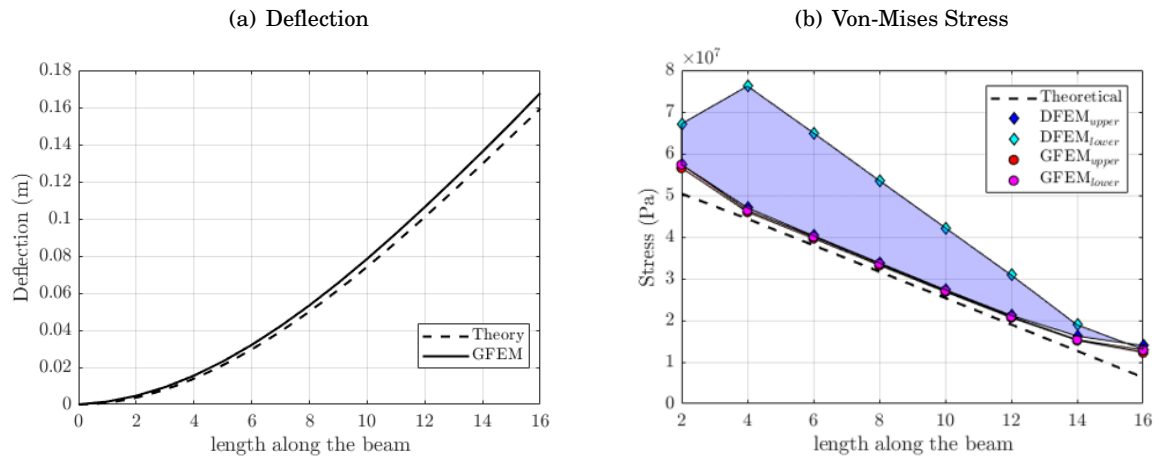 (a) Deflection
0.18
0.16
0.14
0.12
0.1
0.08
0.06
0.04
0.02
0
Deflection (m)
0 2 4 6 8 10 12 14 16
length along the beam
Theory
GFEM
(b) Von-Mises Stress
×10^7
8
7
6
5
4
3
2
1
0
Stress (Pa)
2 4 6 8 10 12 14 16
length along the beam
Theoretical
DFEM_upper
DFEM_lower
GFEM_upper
GFEM_lower